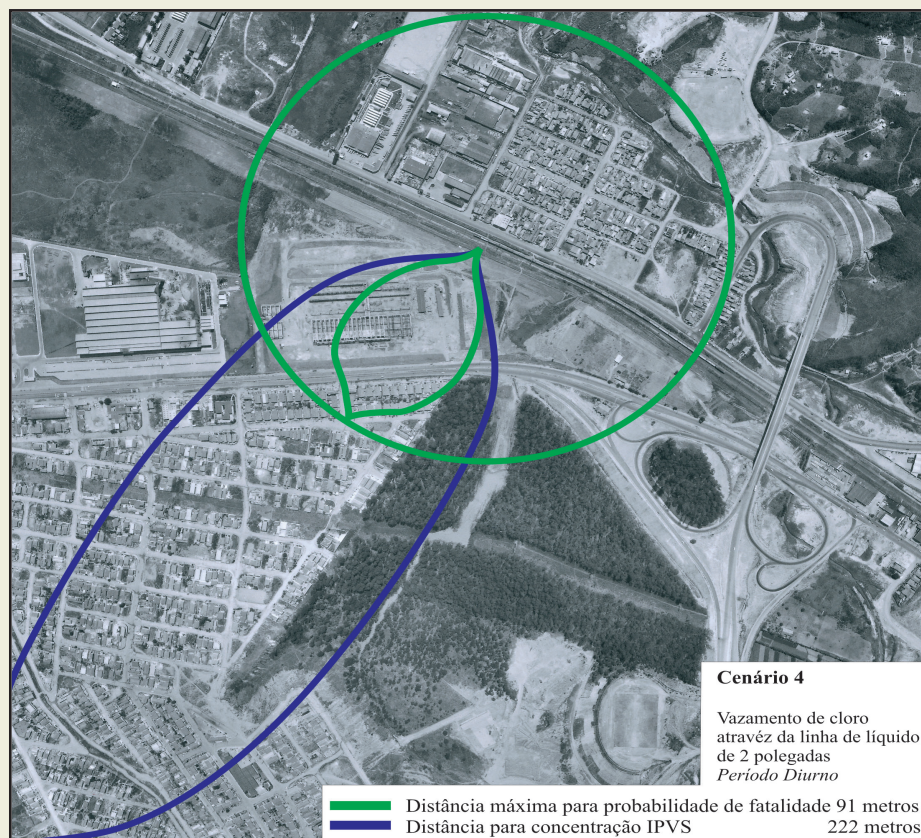 Cenário 4
Vazamento de cloro
atravéz da linha de líquido
de 2 polegadas
Período Diurno
Distância máxima para probabilidade de fatalidade 91 metros
Distância para concentração IPVS 222 metros